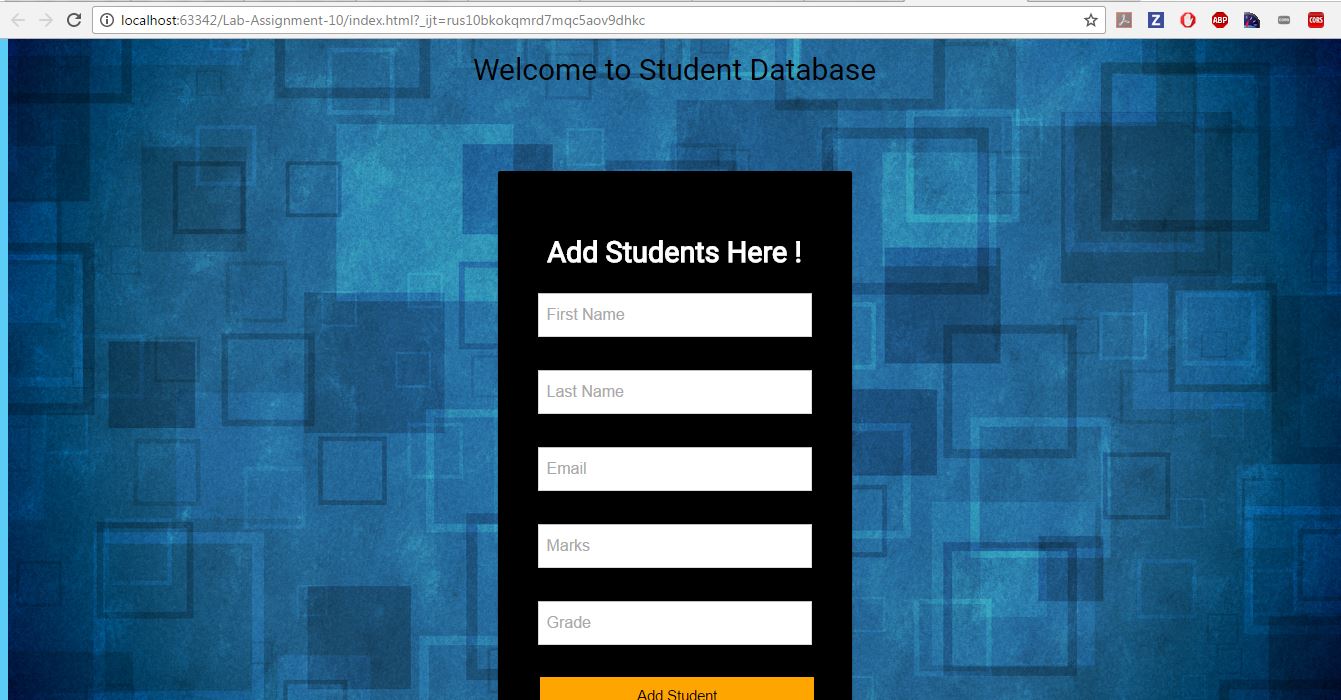 localhost:63342/Lab-Assignment-10/index.html?_ijt=rus10bkokqmrd7mqc5aov9dhkc
Z
ABP
CORS
Welcome to Student Database
Add Students Here !
First Name
Last Name
Email
Marks
Grade
Add Student